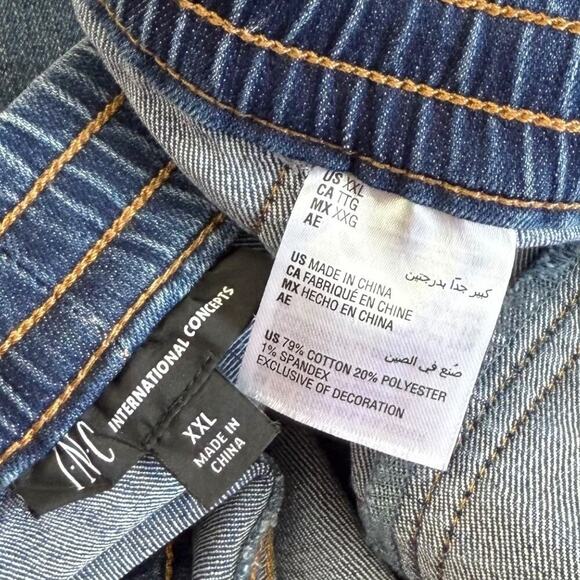 US XXL
CA TTG
MX XXG
AE
كبير جدًا بدرجتين
US MADE IN CHINA
CA FABRIQUÉ EN CHINE
MX HECHO EN CHINA
AE
صنع في الصين
US 79% COTTON 20% POLYESTER
1% SPANDEX
EXCLUSIVE OF DECORATION
I·N·C INTERNATIONAL CONCEPTS
XXL
MADE IN
CHINA